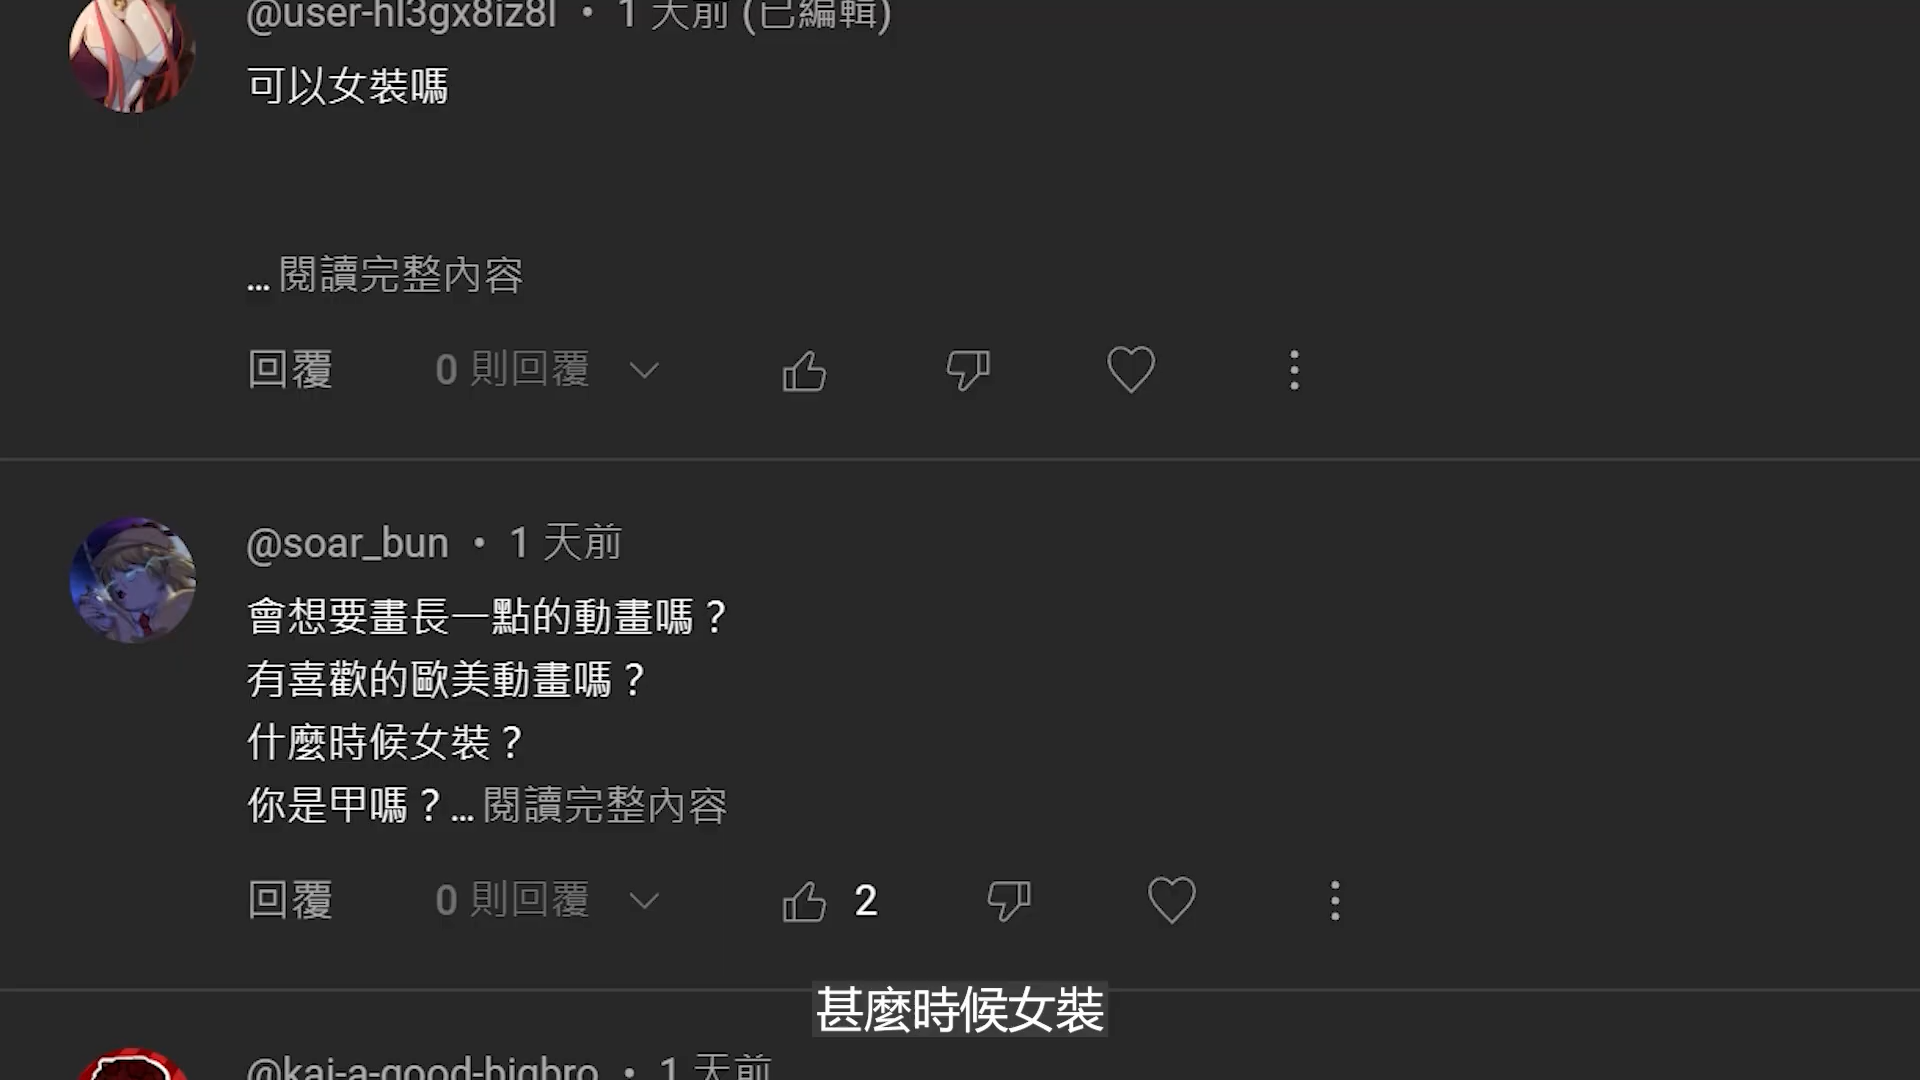 @user-hl3gx8iz8l • 1 天前 (已編輯)
可以女裝嗎
... 閱讀完整內容
回覆 0 則回覆
@soar_bun • 1 天前
會想要畫長一點的動畫嗎？
有喜歡的歐美動畫嗎？
什麼時候女裝？
你是甲嗎？... 閱讀完整內容
回覆 0 則回覆 2
甚麼時候女裝
@kai-a-good-bigbro • 1 天前